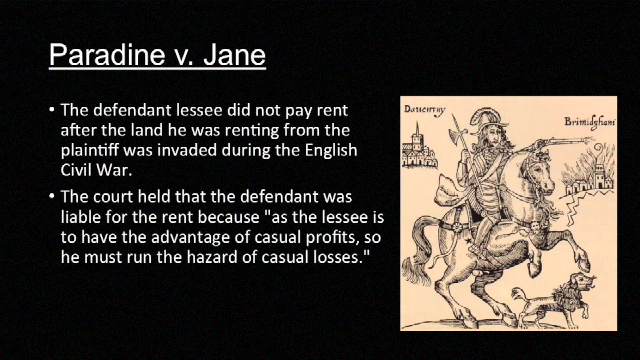 Paradine v. Jane
• The defendant lessee did not pay rent
after the land he was renting from the
plaintiff was invaded during the English
Civil War.
• The court held that the defendant was
liable for the rent because "as the lessee is
to have the advantage of casual profits, so
he must run the hazard of casual losses."
Dauentry
Brimidgham